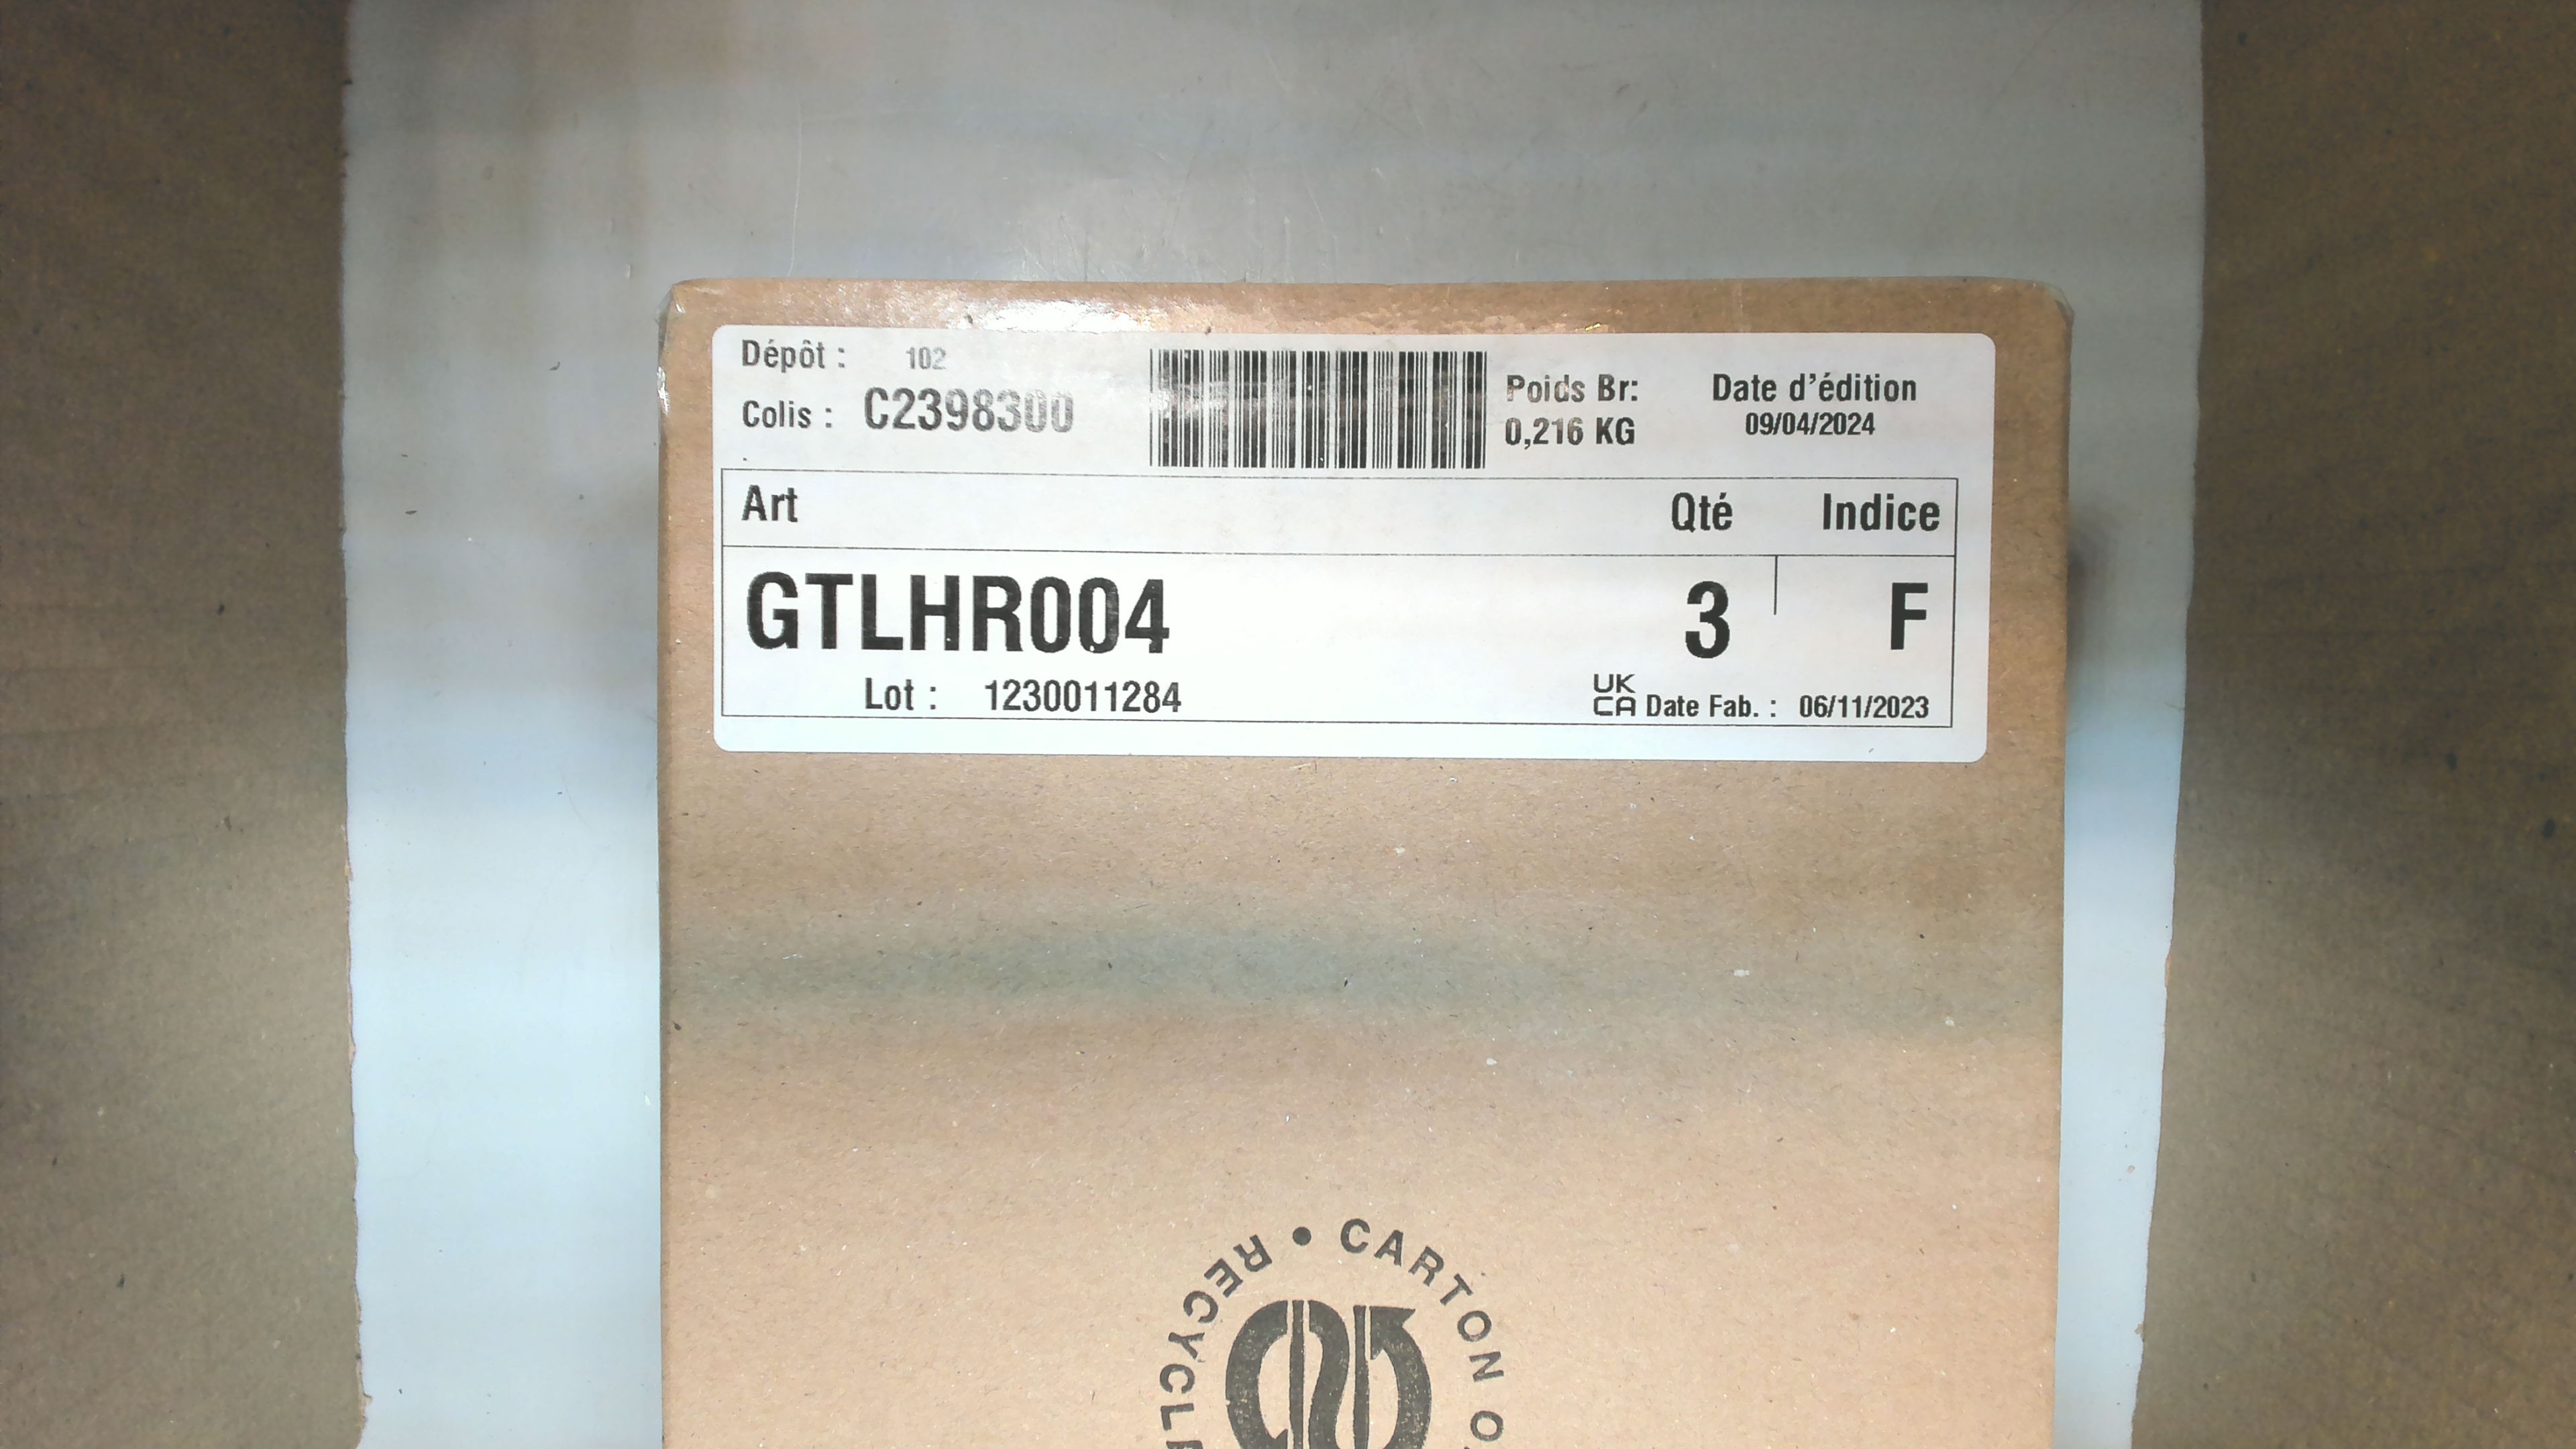 Dépôt : 102
Colis : C2398300
Poids Br:
0,216 KG
Date d'édition
09/04/2024
Art Qté Indice
GTLHR004 3 F
Lot : 1230011284
UK
CA Date Fab. : 06/11/2023
• CARTON